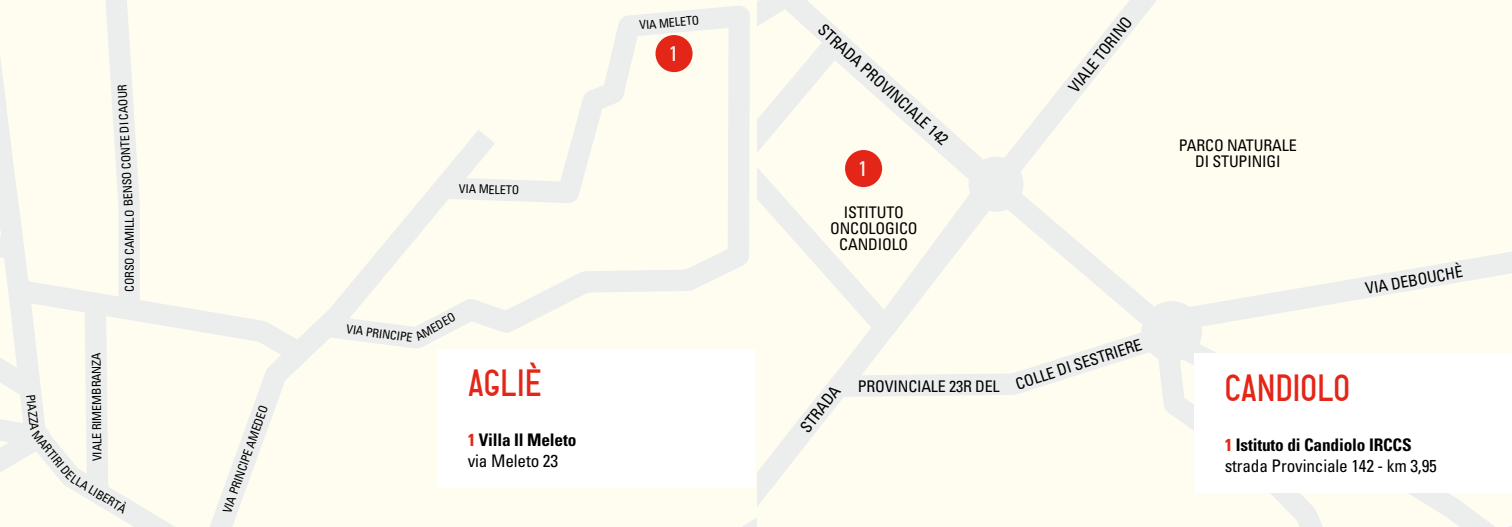 VIA MELETO
1
CORSO CAMILLO BENSO CONTE DI CAOUR
VIA MELETO
VIA PRINCIPE AMEDEO
VIALE RIMEMBRANZA
PIAZZA MARTIRI DELLA LIBERTÀ
VIA PRINCIPE AMEDEO
AGLIÈ
1 Villa Il Meleto
via Meleto 23
STRADA PROVINCIALE 142
VIALE TORINO
PARCO NATURALE
DI STUPINIGI
1
ISTITUTO
ONCOLOGICO
CANDIOLO
VIA DEBOUCHÈ
STRADA PROVINCIALE 23R DEL COLLE DI SESTRIERE
CANDIOLO
1 Istituto di Candiolo IRCCS
strada Provinciale 142 - km 3,95